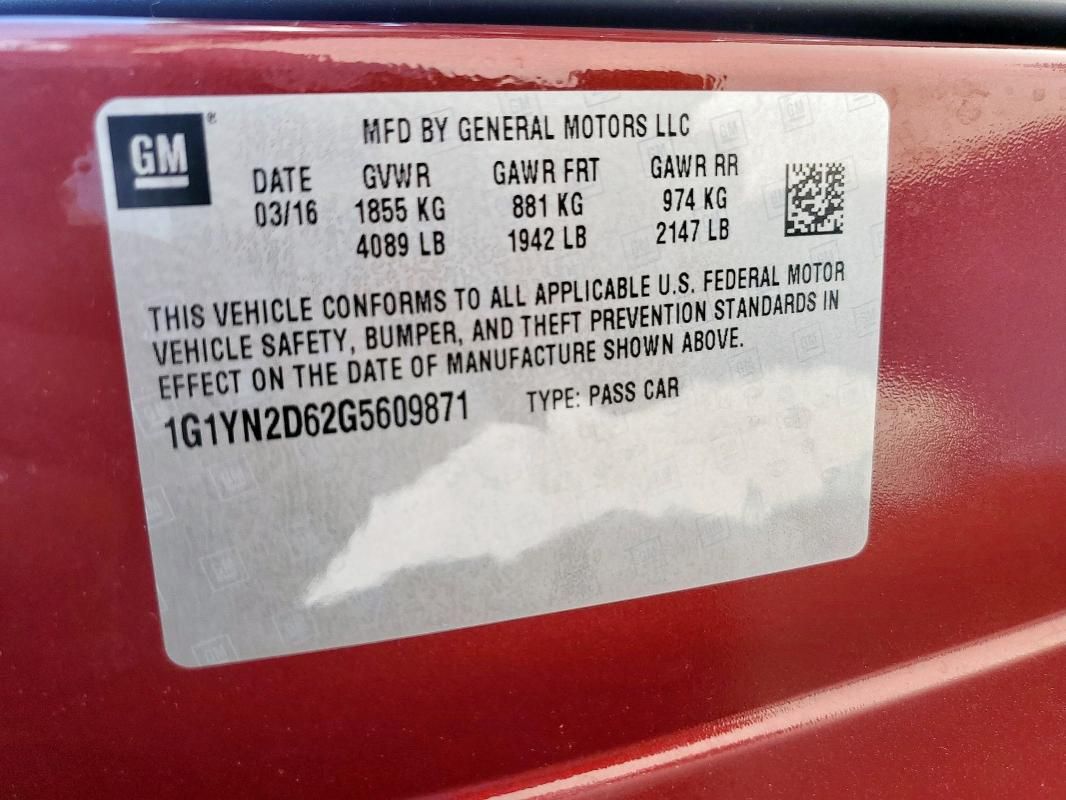 GM®
MFD BY GENERAL MOTORS LLC
DATE GVWR GAWR FRT GAWR RR
03/16 1855 KG 881 KG 974 KG
4089 LB 1942 LB 2147 LB
THIS VEHICLE CONFORMS TO ALL APPLICABLE U.S. FEDERAL MOTOR
VEHICLE SAFETY, BUMPER, AND THEFT PREVENTION STANDARDS IN
EFFECT ON THE DATE OF MANUFACTURE SHOWN ABOVE.
1G1YN2D62G5609871 TYPE: PASS CAR